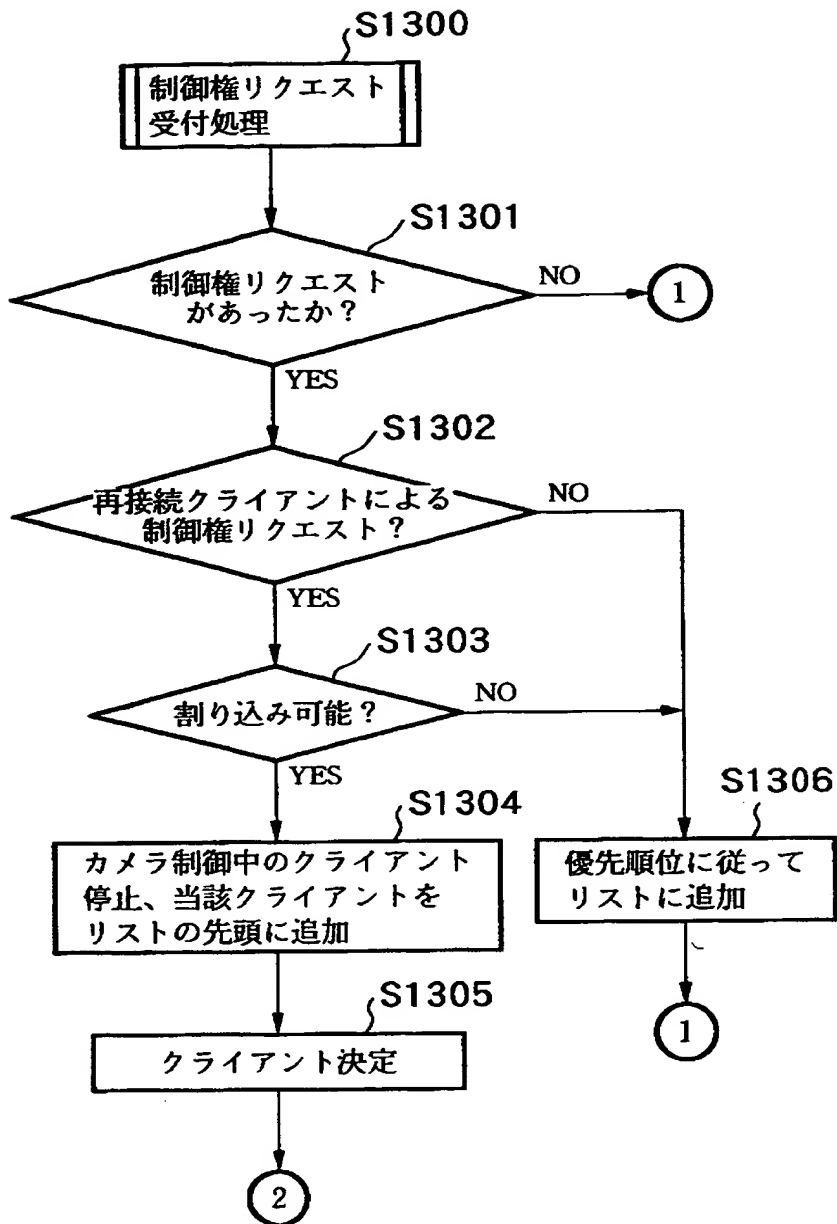 S1300
制御権リクエスト
受付処理
S1301
制御権リクエスト
があったか？
NO
1
YES
S1302
再接続クライアントによる
制御権リクエスト？
NO
YES
S1303
割り込み可能？
NO
YES
S1304
カメラ制御中のクライアント
停止、当該クライアントを
リストの先頭に追加
S1306
優先順位に従って
リストに追加
1
S1305
クライアント決定
2